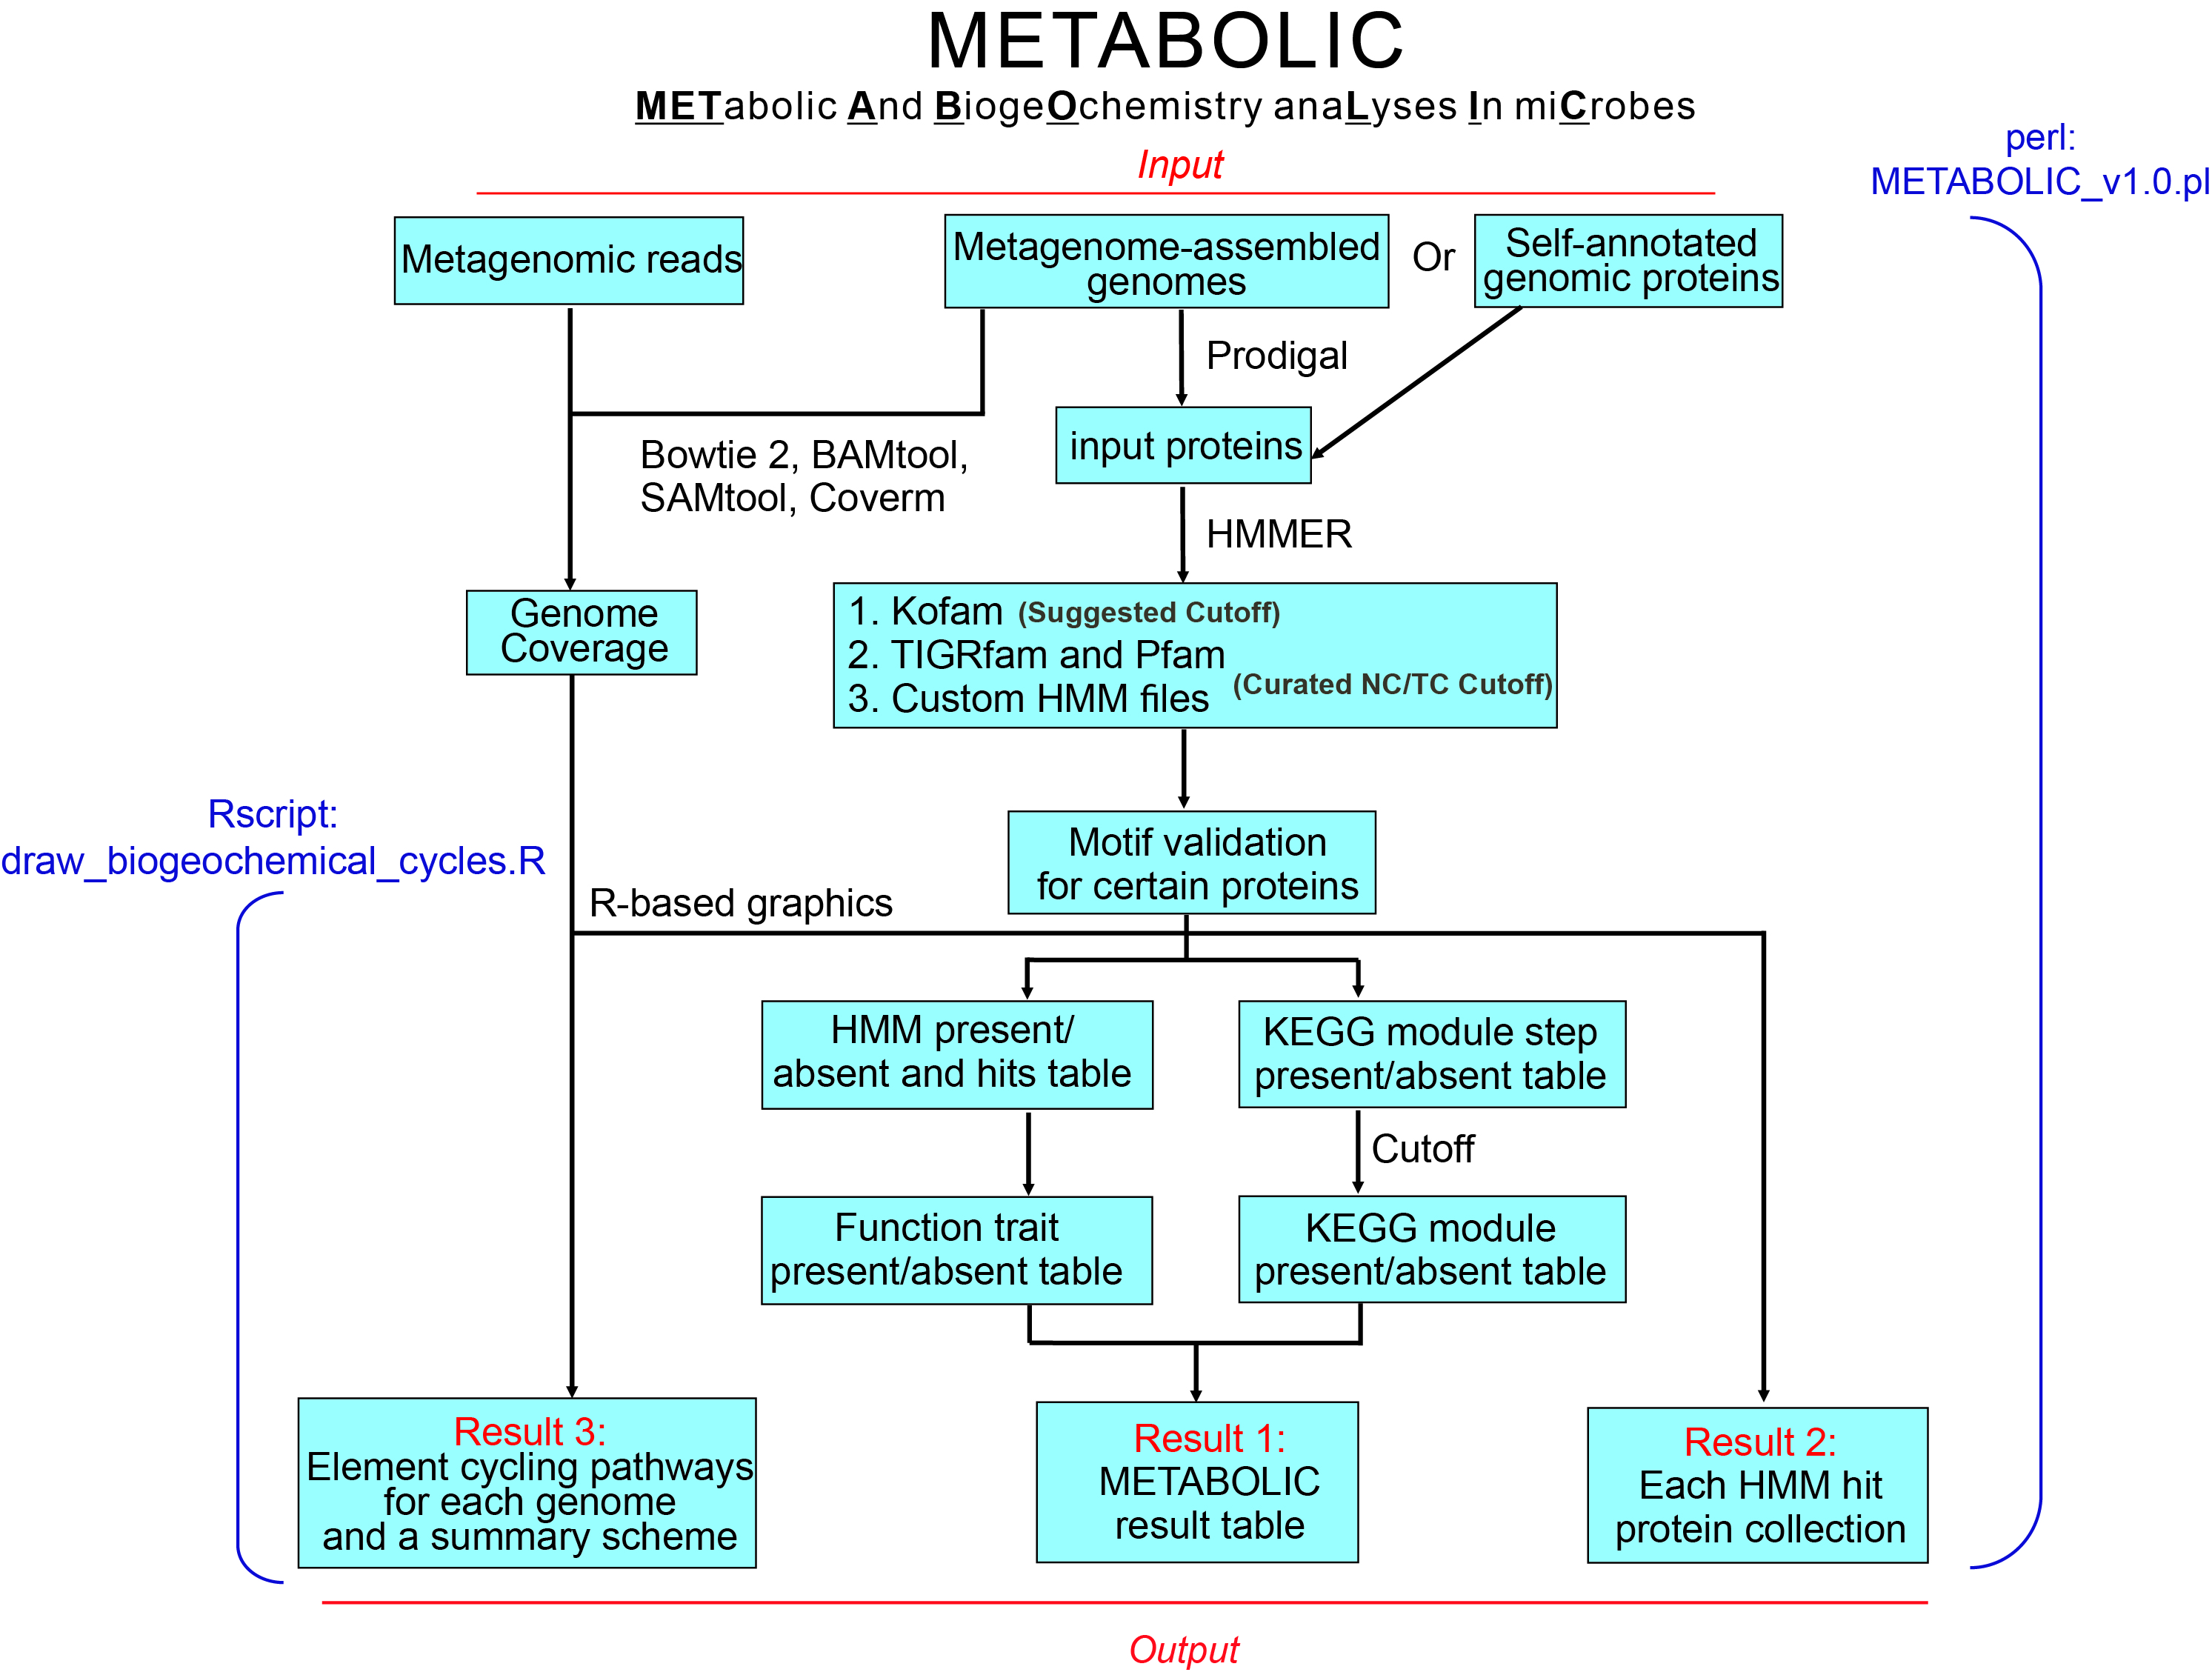 METABOLIC
METabolic And BiogeOchemistry anaLyses In miCrobes
Input
perl:
METABOLIC_v1.0.pl
Metagenomic reads
Metagenome-assembled
genomes
Or
Self-annotated
genomic proteins
Prodigal
input proteins
Bowtie 2, BAMtool,
SAMtool, Coverm
HMMER
Genome
Coverage
1. Kofam (Suggested Cutoff)
2. TIGRfam and Pfam
3. Custom HMM files
(Curated NC/TC Cutoff)
Rscript:
draw_biogeochemical_cycles.R
Motif validation
for certain proteins
R-based graphics
HMM present/
absent and hits table
KEGG module step
present/absent table
Cutoff
Function trait
present/absent table
KEGG module
present/absent table
Result 3:
Element cycling pathways
for each genome
and a summary scheme
Result 1:
METABOLIC
result table
Result 2:
Each HMM hit
protein collection
Output